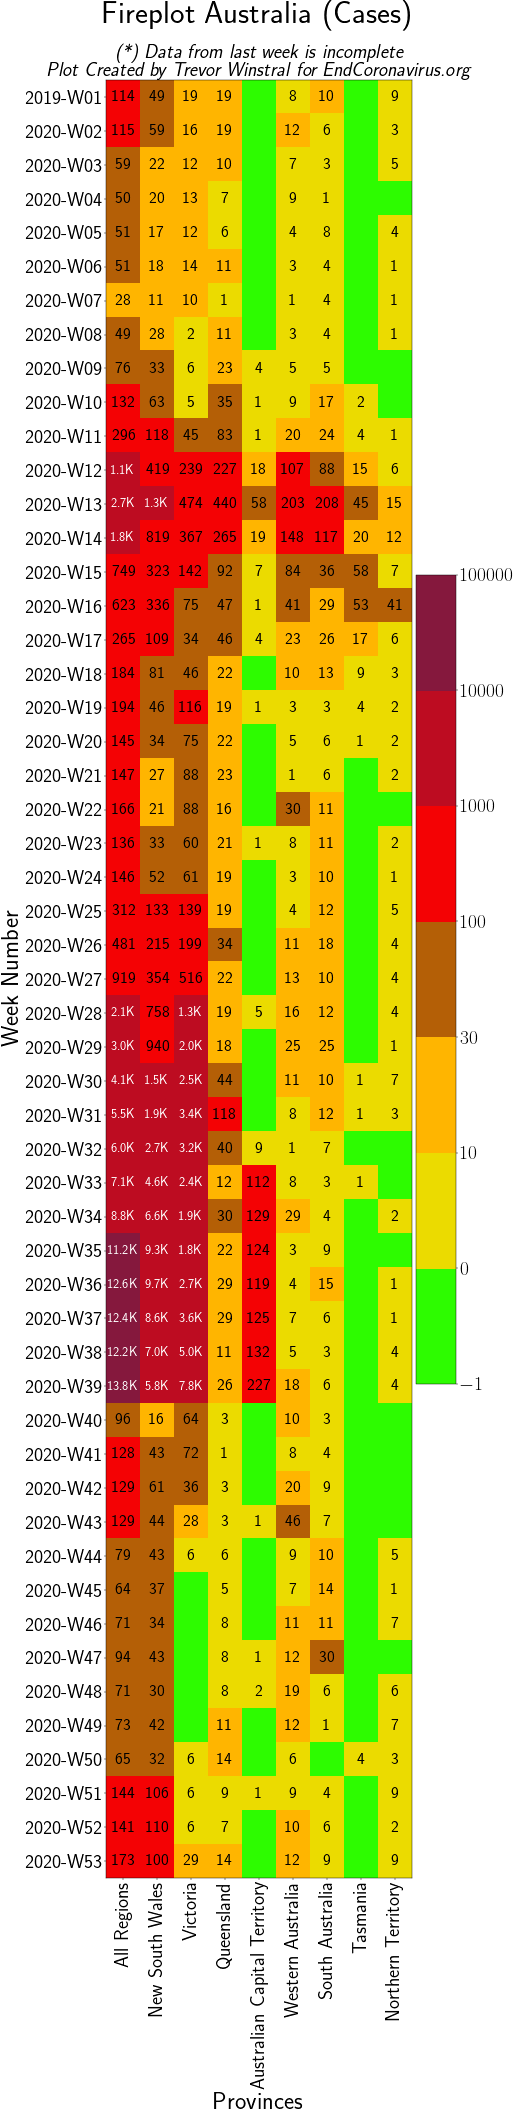 Fireplot Australia (Cases)
(*) Data from last week is incomplete
Plot Created by Trevor Winstral for EndCoronavirus.org
2019-W01 114 49 19 19 8 10 9
2020-W02 115 59 16 19 12 6 3
2020-W03 59 22 12 10 7 3 5
2020-W04 50 20 13 7 9 1
2020-W05 51 17 12 6 4 8 4
2020-W06 51 18 14 11 3 4 1
2020-W07 28 11 10 1 1 4 1
2020-W08 49 28 2 11 3 4 1
2020-W09 76 33 6 23 4 5 5
2020-W10 132 63 5 35 1 9 17 2
2020-W11 296 118 45 83 1 20 24 4 1
2020-W12 1.1K 419 239 227 18 107 88 15 6
2020-W13 2.7K 1.3K 474 440 58 203 208 45 15
2020-W14 1.8K 819 367 265 19 148 117 20 12
2020-W15 749 323 142 92 7 84 36 58 7
2020-W16 623 336 75 47 1 41 29 53 41
2020-W17 265 109 34 46 4 23 26 17 6
2020-W18 184 81 46 22 10 13 9 3
2020-W19 194 46 116 19 1 3 3 4 2
2020-W20 145 34 75 22 5 6 1 2
2020-W21 147 27 88 23 1 6 2
2020-W22 166 21 88 16 30 11
2020-W23 136 33 60 21 1 8 11 2
2020-W24 146 52 61 19 3 10 1
2020-W25 312 133 139 19 4 12 5
2020-W26 481 215 199 34 11 18 4
2020-W27 919 354 516 22 13 10 4
2020-W28 2.1K 758 1.3K 19 5 16 12 4
2020-W29 3.0K 940 2.0K 18 25 25 1
2020-W30 4.1K 1.5K 2.5K 44 11 10 1 7
2020-W31 5.5K 1.9K 3.4K 118 8 12 1 3
2020-W32 6.0K 2.7K 3.2K 40 9 1 7
2020-W33 7.1K 4.6K 2.4K 12 112 8 3 1
2020-W34 8.8K 6.6K 1.9K 30 129 29 4 2
2020-W35 11.2K 9.3K 1.8K 22 124 3 9
2020-W36 12.6K 9.7K 2.7K 29 119 4 15 1
2020-W37 12.4K 8.6K 3.6K 29 125 7 6 1
2020-W38 12.2K 7.0K 5.0K 11 132 5 3 4
2020-W39 13.8K 5.8K 7.8K 26 227 18 6 4
2020-W40 96 16 64 3 10 3
2020-W41 128 43 72 1 8 4
2020-W42 129 61 36 3 20 9
2020-W43 129 44 28 3 1 46 7
2020-W44 79 43 6 6 9 10 5
2020-W45 64 37 5 7 14 1
2020-W46 71 34 8 11 11 7
2020-W47 94 43 8 1 12 30
2020-W48 71 30 8 2 19 6 6
2020-W49 73 42 11 12 1 7
2020-W50 65 32 6 14 6 4 3
2020-W51 144 106 6 9 1 9 4 9
2020-W52 141 110 6 7 10 6 2
2020-W53 173 100 29 14 12 9 9
Week Number
100000
10000
1000
100
30
10
0
−1
All Regions
New South Wales
Victoria
Queensland
Australian Capital Territory
Western Australia
South Australia
Tasmania
Northern Territory
Provinces